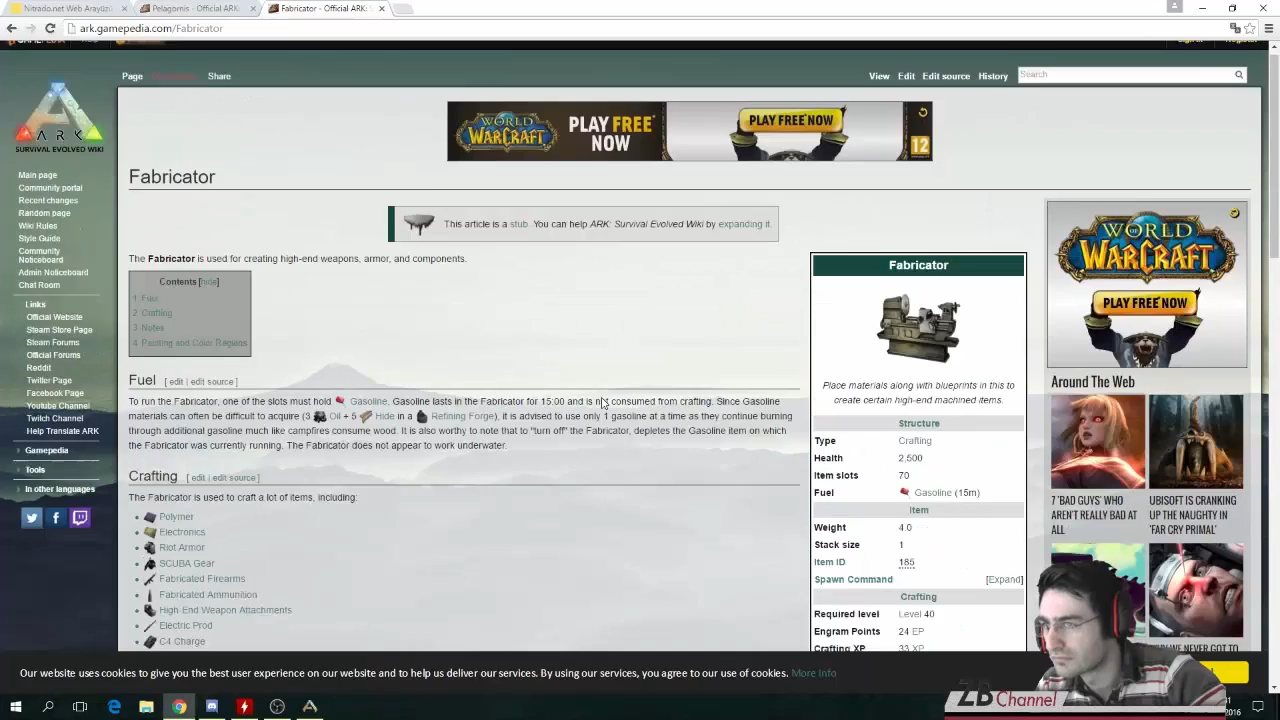 Nitrado.net Web Arayüzü
Pelagornis - Official ARK:
Fabricator - Official ARK: S
ark.gamepedia.com/Fabricator
Page
Share
View
Edit
Edit source
History
Search
ARK
SURVIVAL EVOLVED WIKI
WORLD WARCRAFT
PLAY FREE* NOW
PLAY FREE NOW
12
Main page
Community portal
Recent changes
Random page
Wiki Rules
Style Guide
Community
Noticeboard
Admin Noticeboard
Chat Room
Links
Official Website
Steam Store Page
Steam Forums
Official Forums
Reddit
Twitter Page
Facebook Page
Youtube Channel
Twitch Channel
Help Translate ARK
Gamepedia
Tools
In other languages
Fabricator
This article is a stub. You can help ARK: Survival Evolved Wiki by expanding it.
The Fabricator is used for creating high-end weapons, armor, and components.
Contents [hide]
1 Fuel
2 Crafting
3 Notes
4 Painting and Color Regions
Fuel [ edit | edit source ]
To run the Fabricator, one of the slots must hold Gasoline. Gasoline lasts in the Fabricator for 15:00 and is not consumed from crafting. Since Gasoline
materials can often be difficult to acquire (3 Oil + 5 Hide in a Refining Forge), it is advised to use only 1 gasoline at a time as they continue burning
through additional gasoline much like campfires consume wood. It is also worthy to note that to "turn off" the Fabricator, depletes the Gasoline item on which
the Fabricator was currently running. The Fabricator does not appear to work underwater.
Crafting [ edit | edit source ]
The Fabricator is used to craft a lot of items, including:
Polymer
Electronics
Riot Armor
SCUBA Gear
Fabricated Firearms
Fabricated Ammunition
High-End Weapon Attachments
Electric Prod
C4 Charge
Fabricator
Place materials along with blueprints in this to
create certain high-end machined items.
Structure
Type Crafting
Health 2,500
Item slots 70
Fuel Gasoline (15m)
Item
Weight 4.0
Stack size 1
Item ID 185
Spawn Command [Expand]
Crafting
Required level Level 40
Engram Points 24 EP
Crafting XP 33 XP
WORLD OF WARCRAFT
PLAY FREE NOW
Around The Web
7 'BAD GUYS' WHO
AREN'T REALLY BAD AT
ALL
UBISOFT IS CRANKING
UP THE NAUGHTY IN
'FAR CRY PRIMAL'
Our website uses cookies to give you the best user experience on our website and to help us deliver our services. By using our services, you agree to our use of cookies. More info
ZB Channel
2016